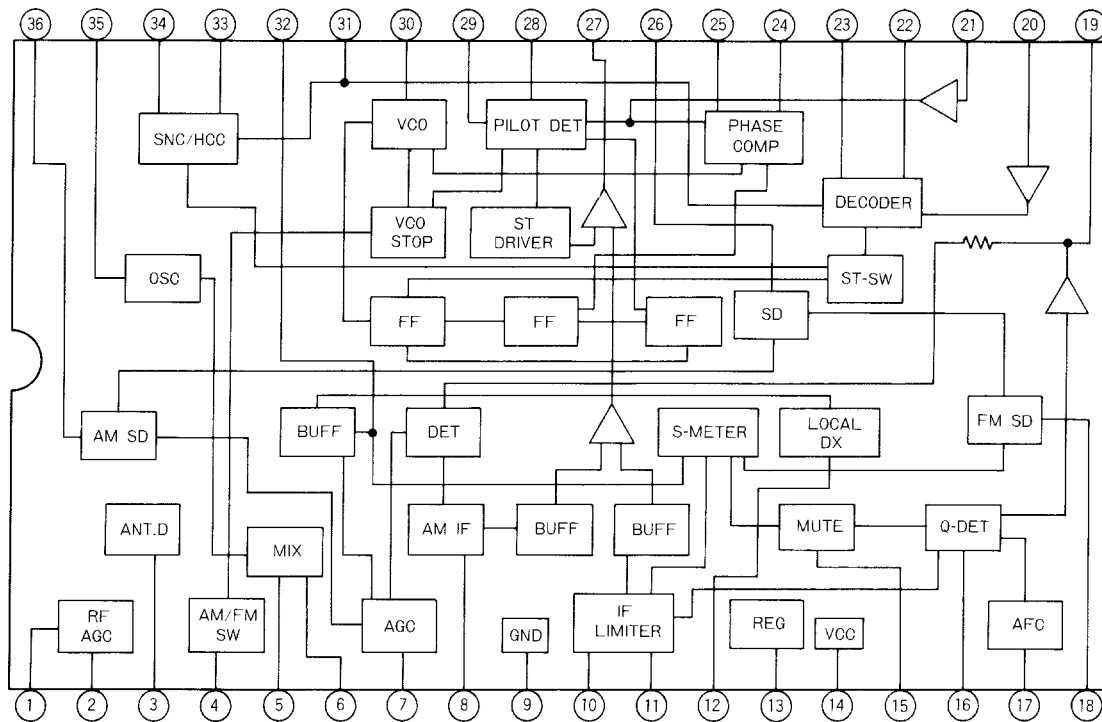 36 35 34 33 32 31 30 29 28 27 26 25 24 23 22 21 20 19
SNC/HCC
VCO
PILOT DET
PHASE
COMP
DECODER
VCO
STOP
ST
DRIVER
OSC
ST-SW
FF
FF
FF
SD
AM SD
BUFF
DET
S-METER
LOCAL
DX
FM SD
ANT.D
MIX
AM IF
BUFF
BUFF
MUTE
Q-DET
RF
AGC
AM/FM
SW
AGC
GND
IF
LIMITER
REG
VCC
AFC
1 2 3 4 5 6 7 8 9 10 11 12 13 14 15 16 17 18